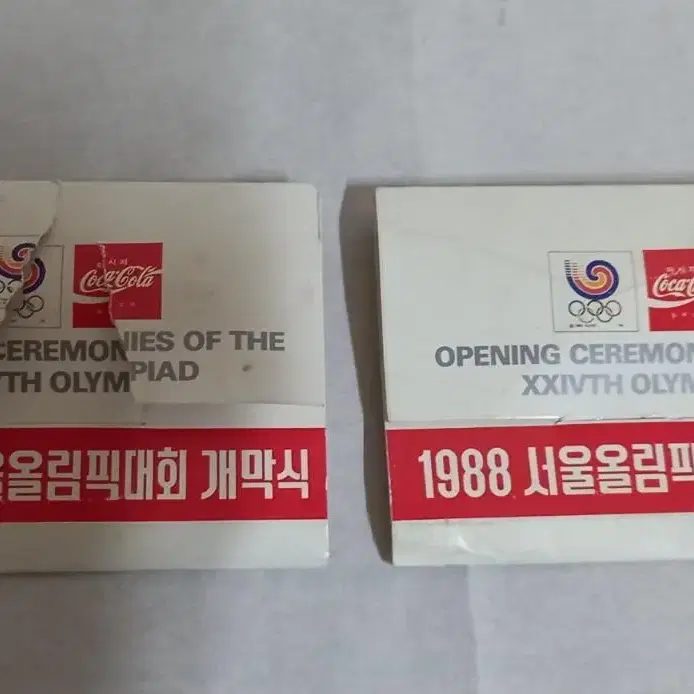 Coca-Cola
CEREMONIES OF THE
TH OLYMPIAD
올림픽대회 개막식
Coca
OPENING CEREMON
XXIVTH OLYM
1988 서울올림픽